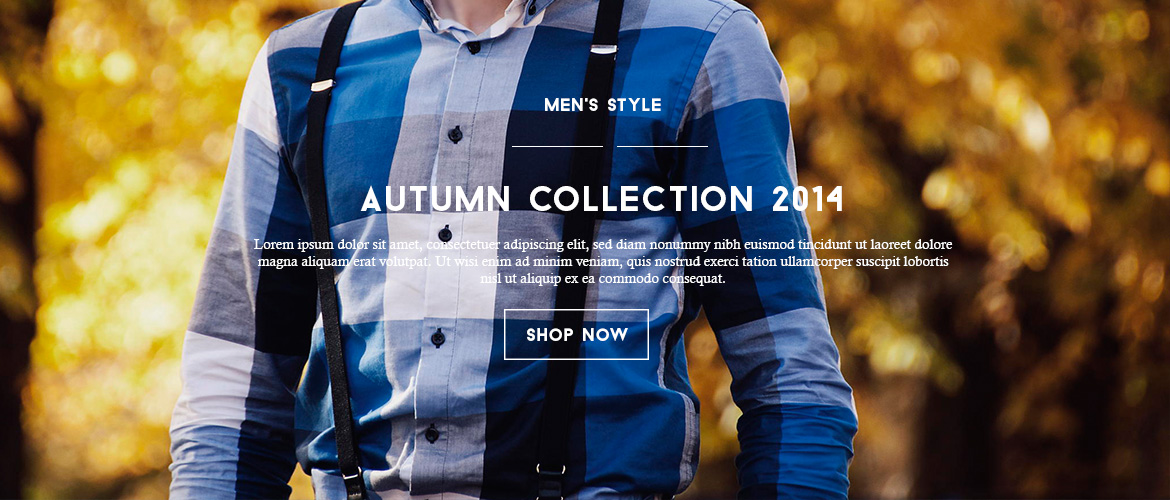 MEN'S STYLE
AUTUMN COLLECTION 2014
Lorem ipsum dolor sit amet, consectetuer adipiscing elit, sed diam nonummy nibh euismod tincidunt ut laoreet dolore
magna aliquam erat volutpat. Ut wisi enim ad minim veniam, quis nostrud exerci tation ullamcorper suscipit lobortis
nisl ut aliquip ex ea commodo consequat.
SHOP NOW